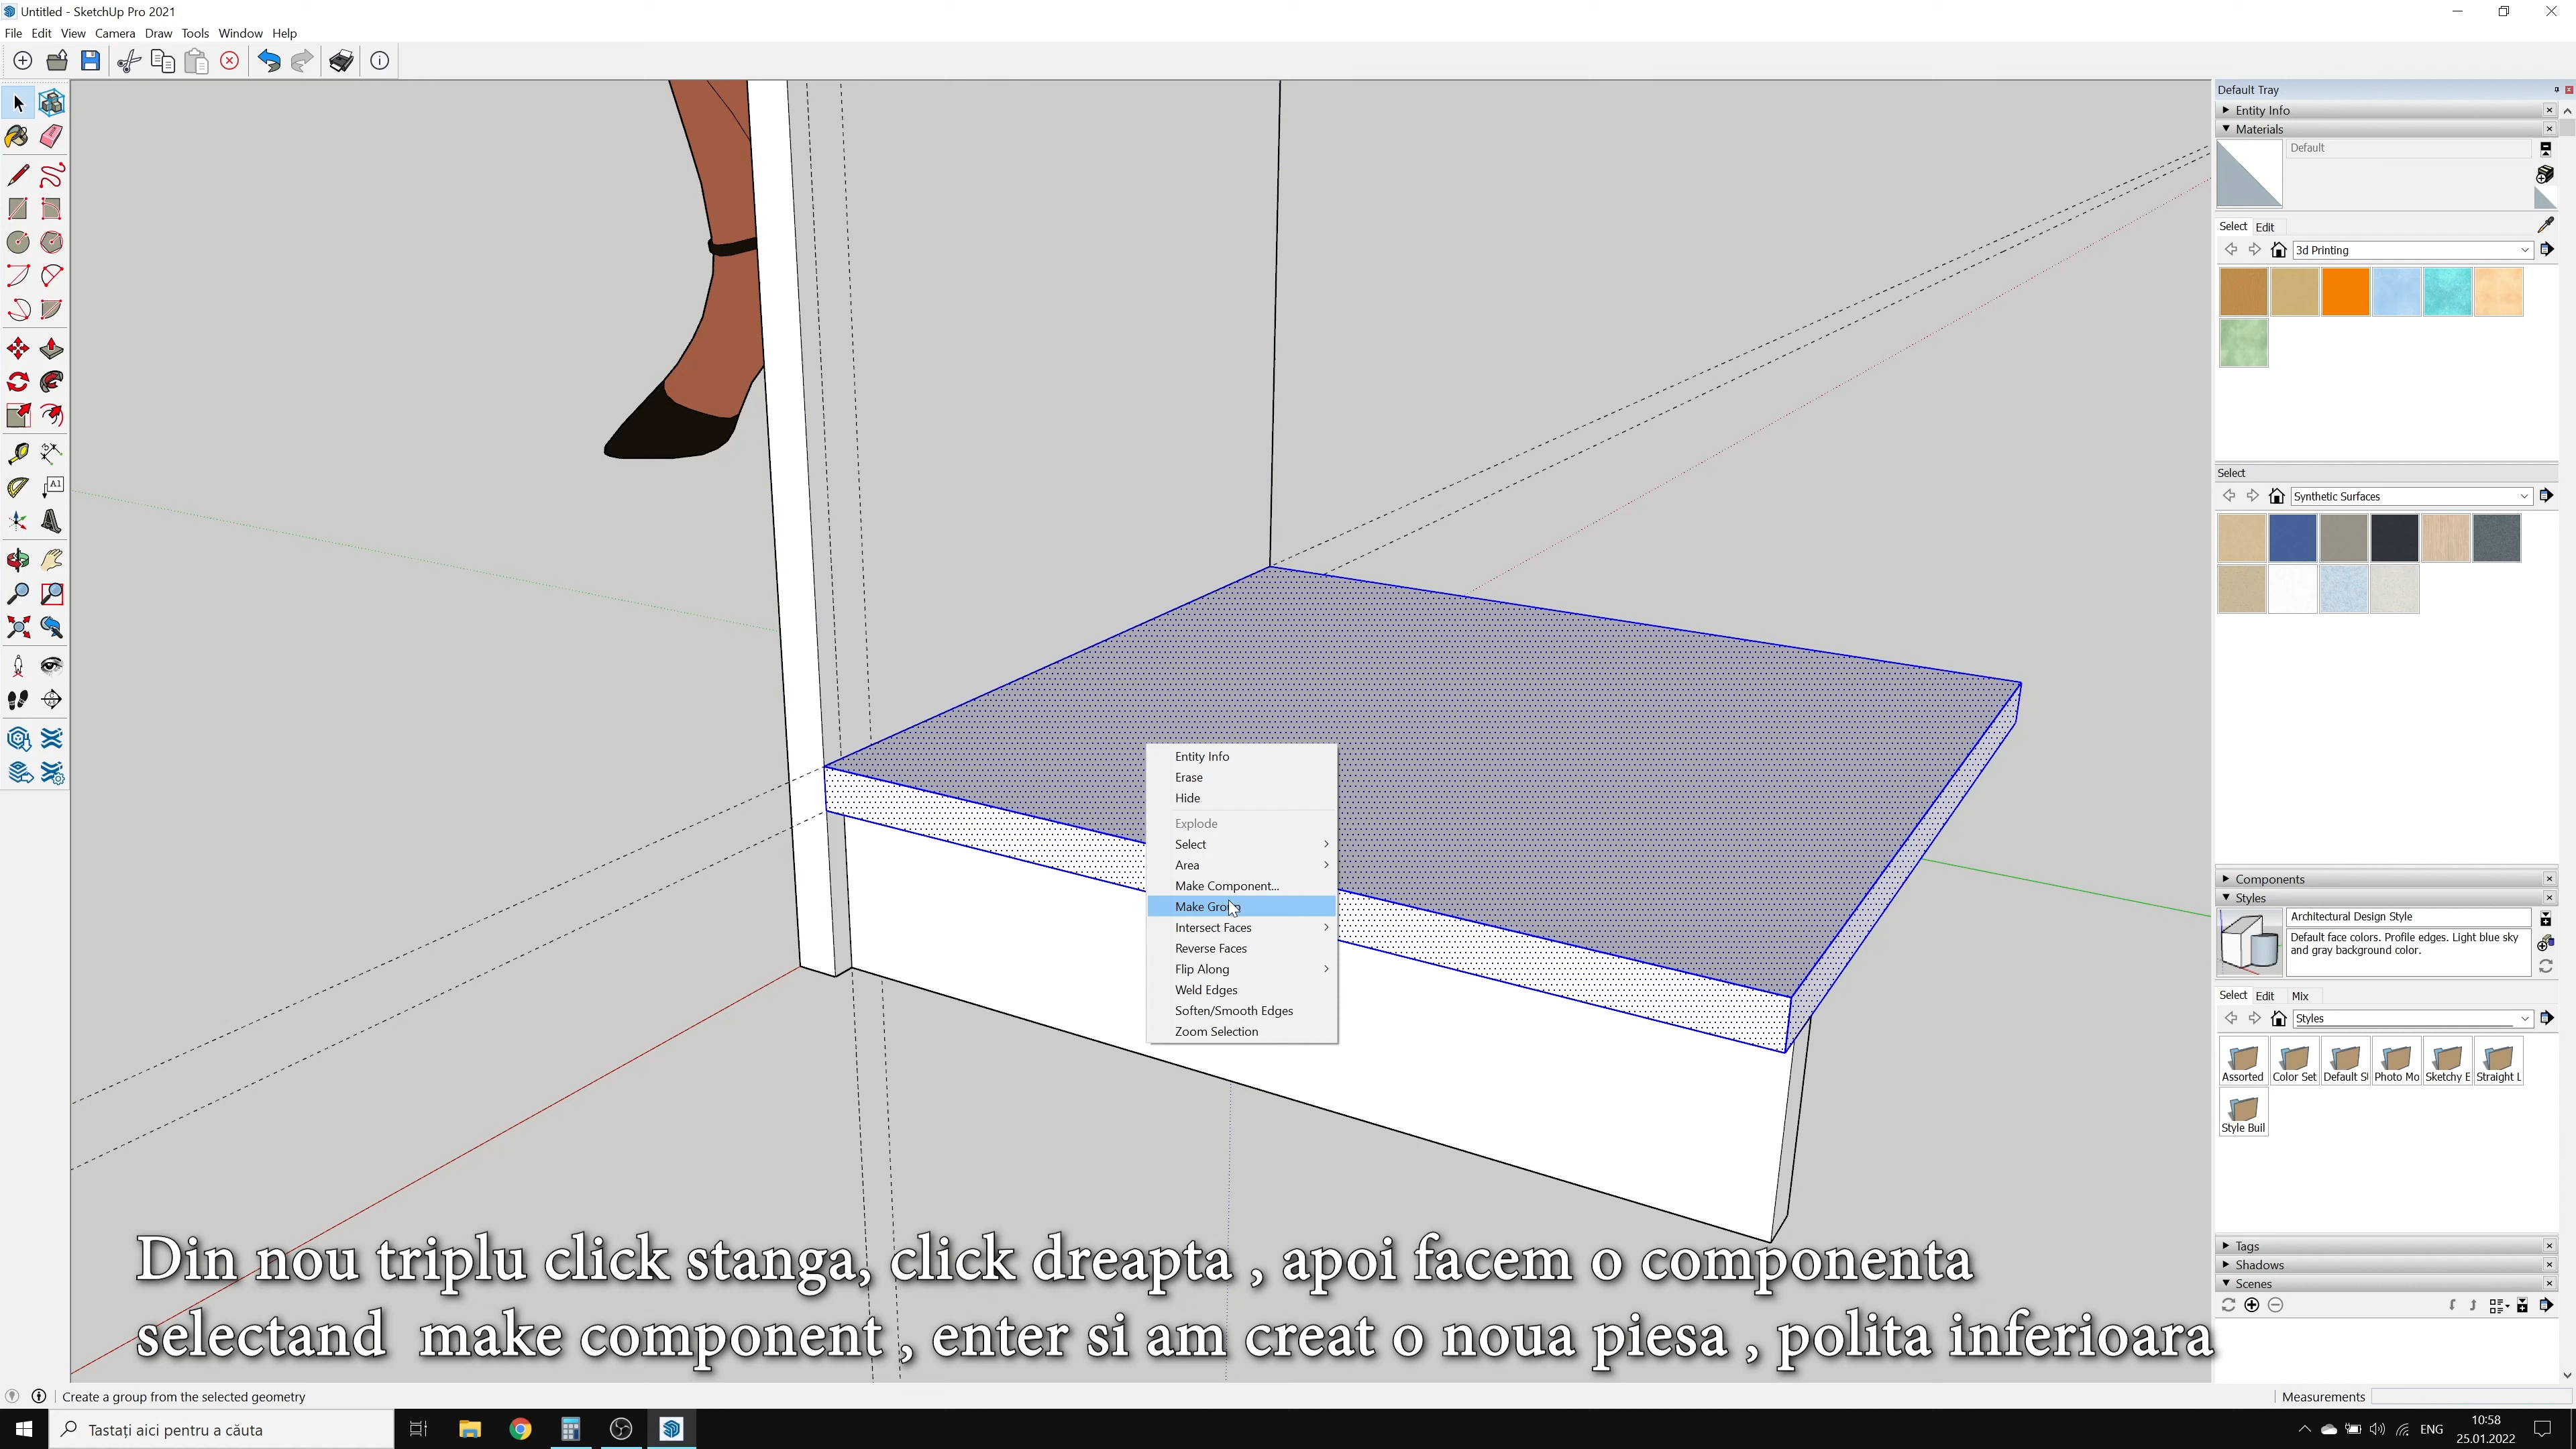 Untitled - SketchUp Pro 2021
File Edit View Camera Draw Tools Window Help
Default Tray
Entity Info
Materials
Default
Select Edit
3d Printing
Select
Synthetic Surfaces
Entity Info
Erase
Hide
Explode
Select
Area
Make Component...
Make Group
Intersect Faces
Reverse Faces
Flip Along
Weld Edges
Soften/Smooth Edges
Zoom Selection
Components
Styles
Architectural Design Style
Default face colors. Profile edges. Light blue sky
and gray background color.
Select Edit Mix
Styles
Assorted Color Set Default S Photo Mo Sketchy E Straight L
Style Buil
Tags
Shadows
Scenes
Din nou triplu click stanga, click dreapta , apoi facem o componenta
selectand make component , enter si am creat o noua piesa , polita inferioara
Create a group from the selected geometry
Measurements
Tastați aici pentru a căuta
ENG
10:58
25.01.2022